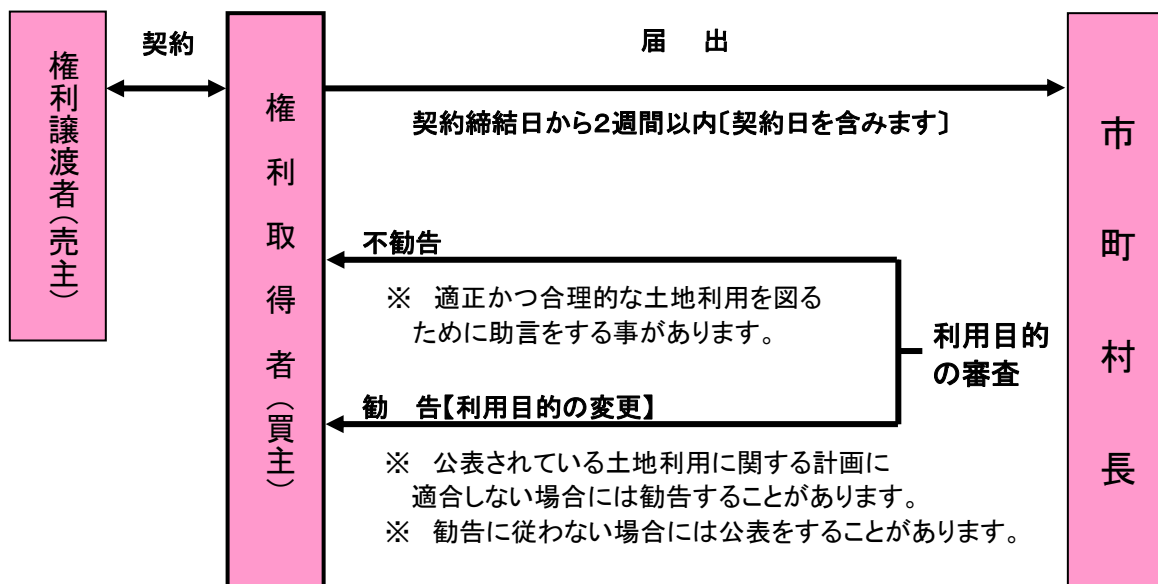 権利譲渡者（売主）
契約
権利取得者（買主）
届　出
契約締結日から２週間以内〔契約日を含みます〕
市町村長
不勧告
※　適正かつ合理的な土地利用を図る
ために助言をする事があります。
利用目的
の審査
勧　告【利用目的の変更】
※　公表されている土地利用に関する計画に
適合しない場合には勧告することがあります。
※　勧告に従わない場合には公表をすることがあります。